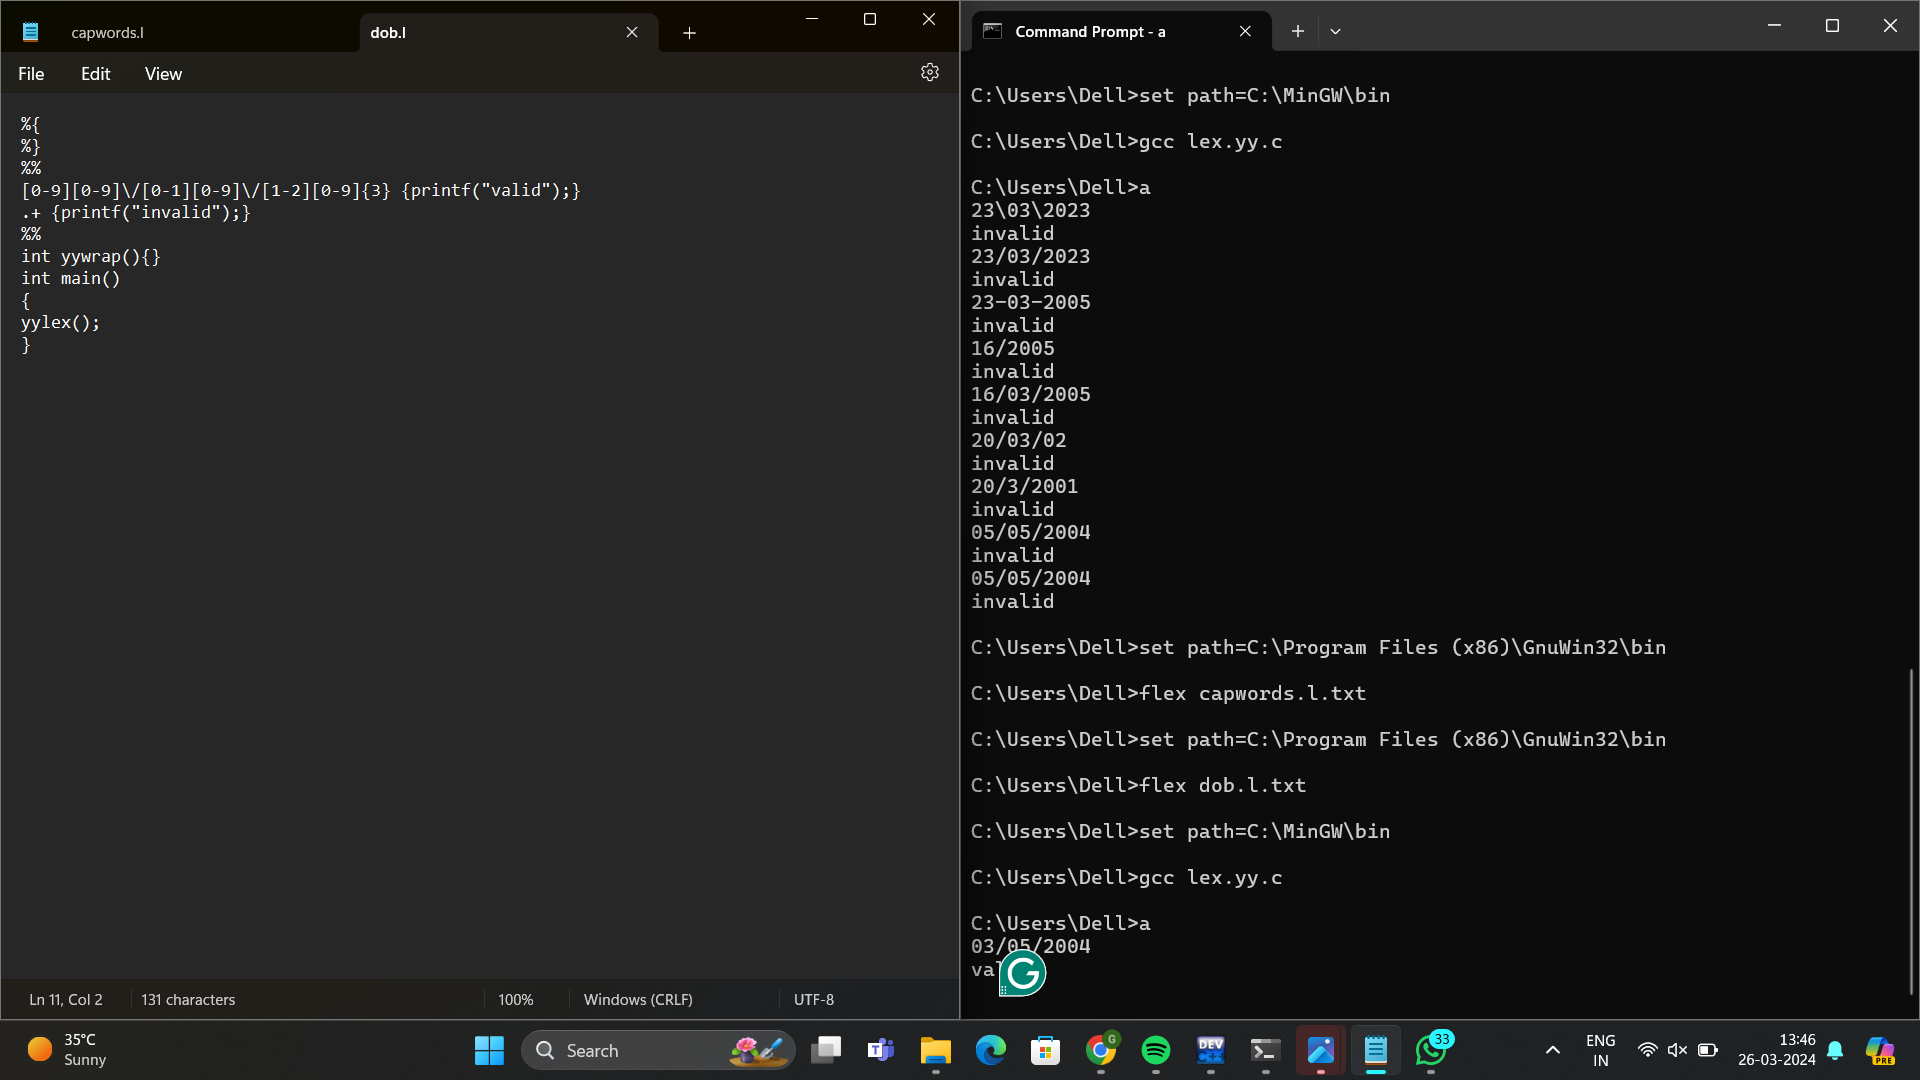 capwords.l
dob.l
File Edit View
%{
%}
%%
[0-9][0-9]\/[0-1][0-9]\/[1-2][0-9]{3} {printf("valid");}
.+ {printf("invalid");}
%%
int yywrap(){}
int main()
{
yylex();
}
Ln 11, Col 2 131 characters 100% Windows (CRLF) UTF-8
Command Prompt - a
C:\Users\Dell>set path=C:\MinGW\bin
C:\Users\Dell>gcc lex.yy.c
C:\Users\Dell>a
23\03\2023
invalid
23/03/2023
invalid
23-03-2005
invalid
16/2005
invalid
16/03/2005
invalid
20/03/02
invalid
20/3/2001
invalid
05/05/2004
invalid
05/05/2004
invalid
C:\Users\Dell>set path=C:\Program Files (x86)\GnuWin32\bin
C:\Users\Dell>flex capwords.l.txt
C:\Users\Dell>set path=C:\Program Files (x86)\GnuWin32\bin
C:\Users\Dell>flex dob.l.txt
C:\Users\Dell>set path=C:\MinGW\bin
C:\Users\Dell>gcc lex.yy.c
C:\Users\Dell>a
03/05/2004
G
35°C
Sunny
Search
T
G
DEV
33
ENG
IN
13:46
26-03-2024
PRE